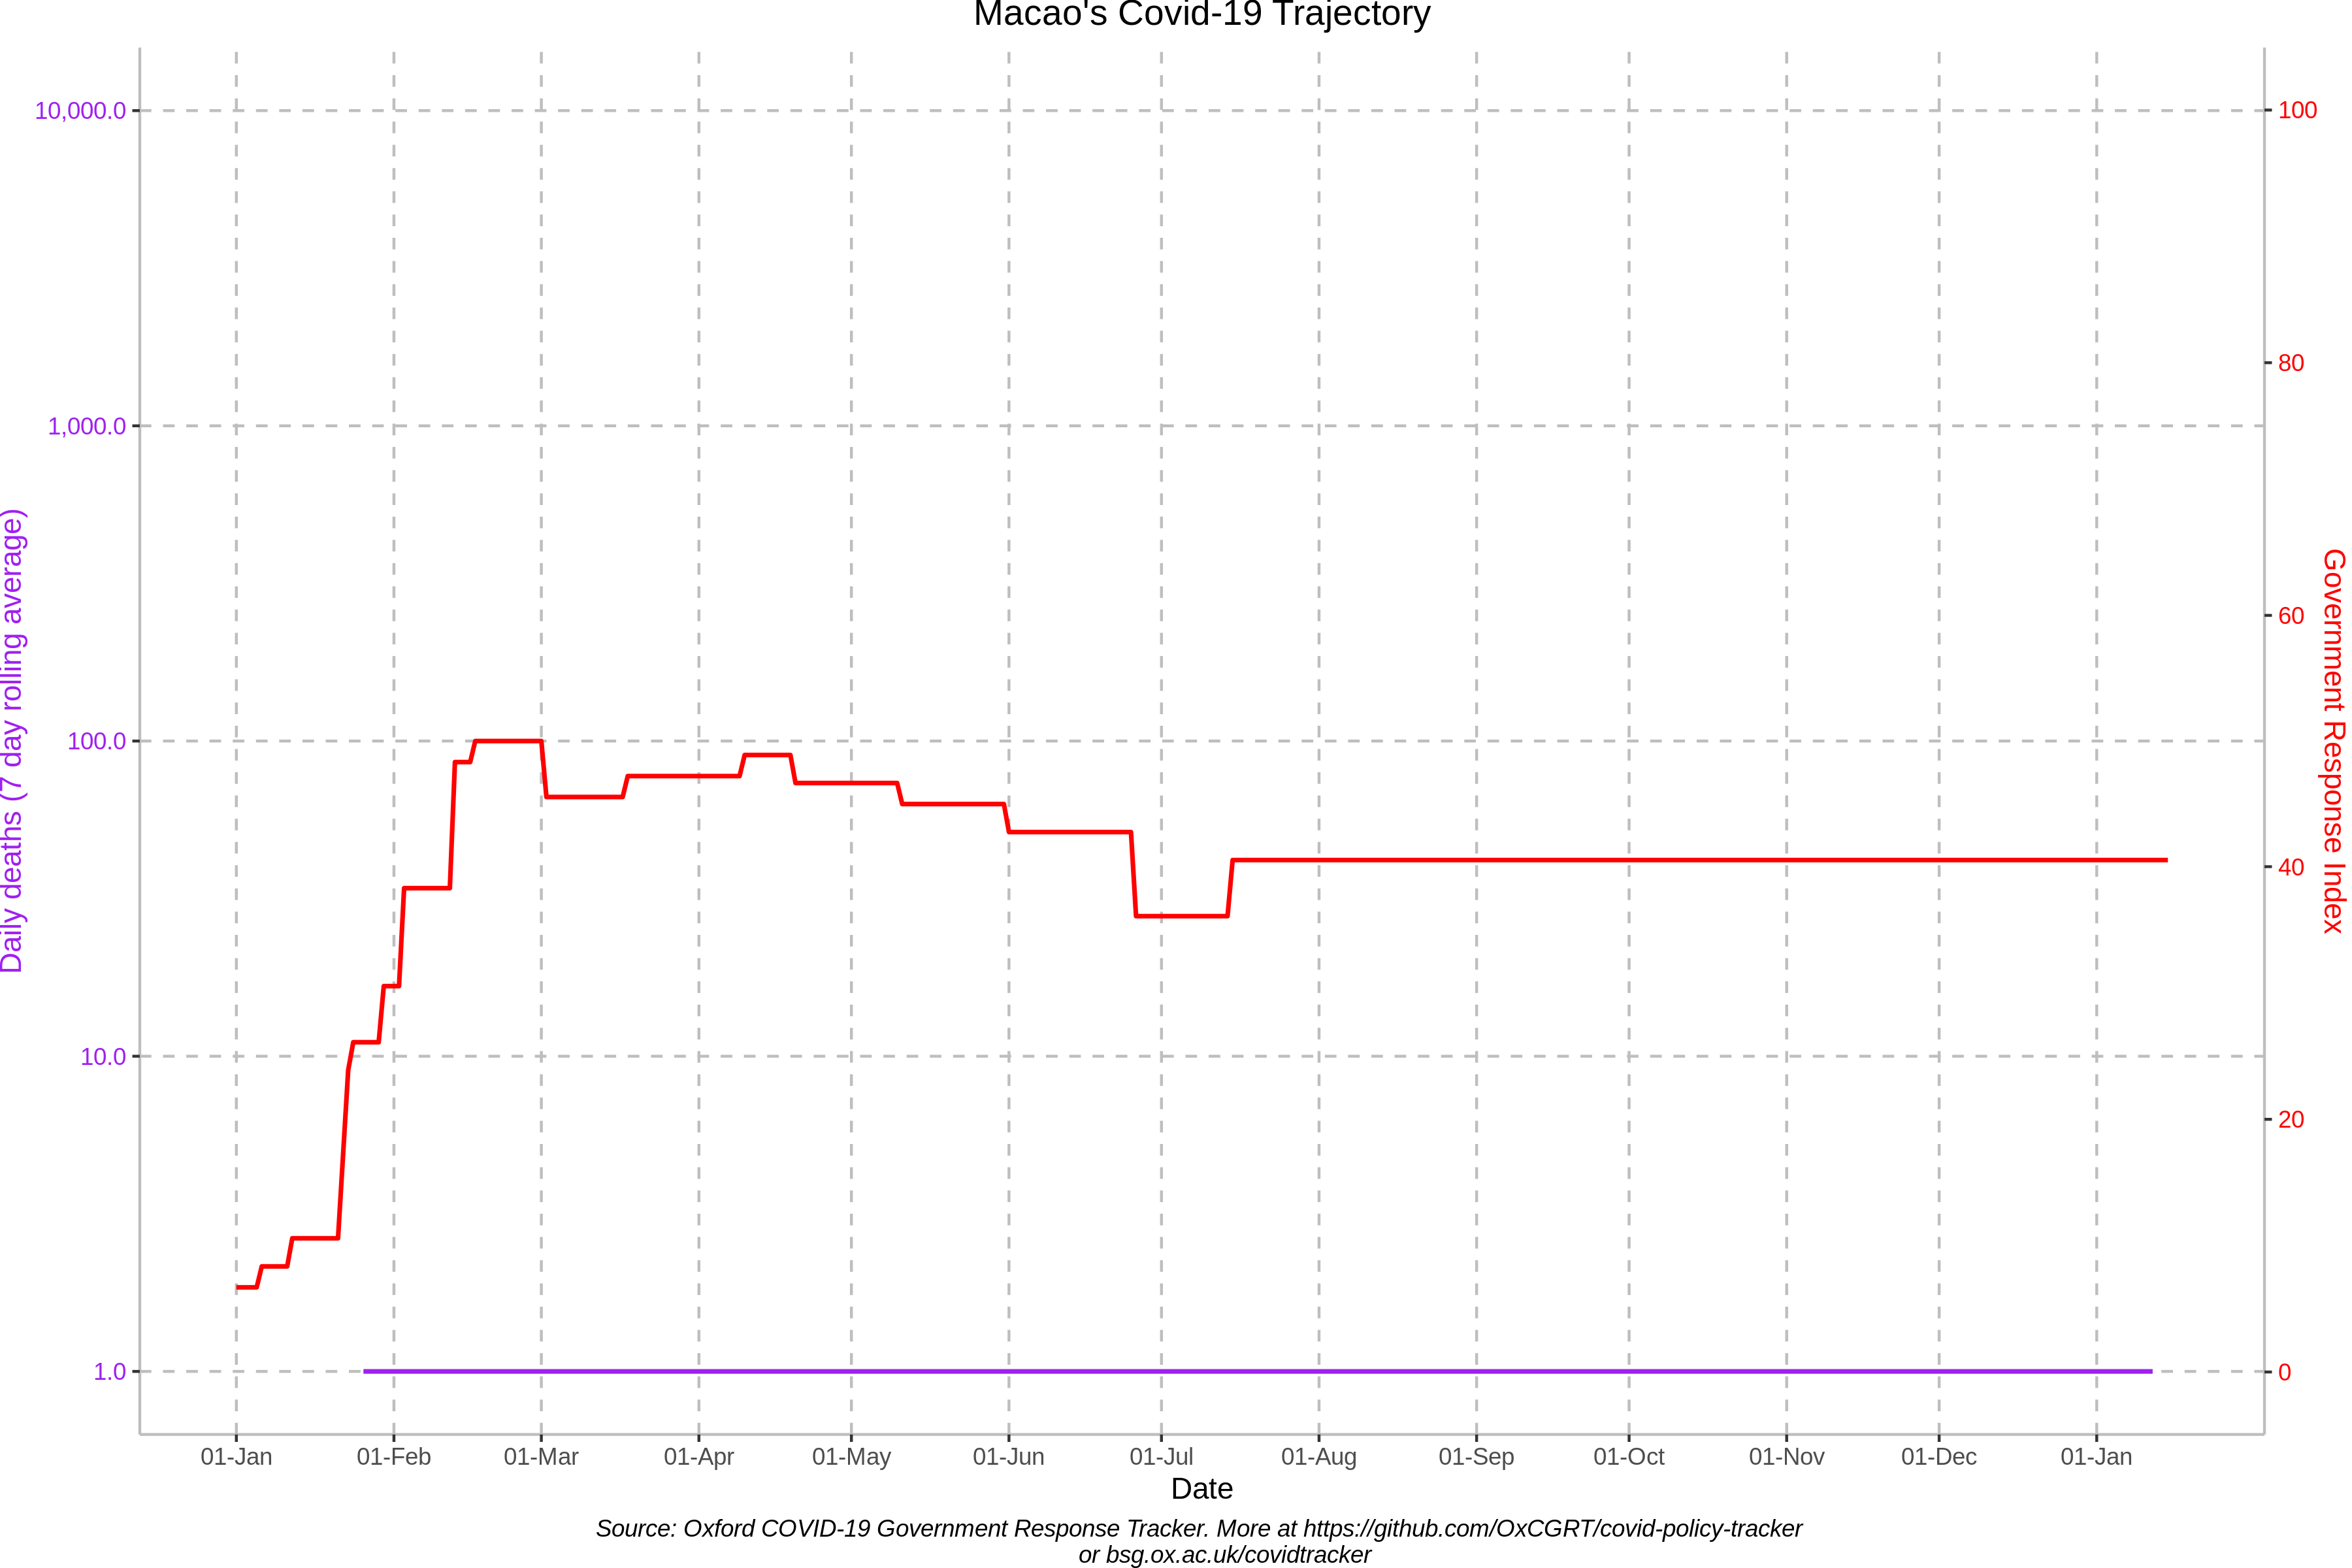 Macao's Covid-19 Trajectory
Daily deaths (7 day rolling average)
10,000.0
1,000.0
100.0
10.0
1.0
100
80
60
40
20
0
Government Response Index
01-Jan 01-Feb 01-Mar 01-Apr 01-May 01-Jun 01-Jul 01-Aug 01-Sep 01-Oct 01-Nov 01-Dec 01-Jan
Date
Source: Oxford COVID-19 Government Response Tracker. More at https://github.com/OxCGRT/covid-policy-tracker
or bsg.ox.ac.uk/covidtracker